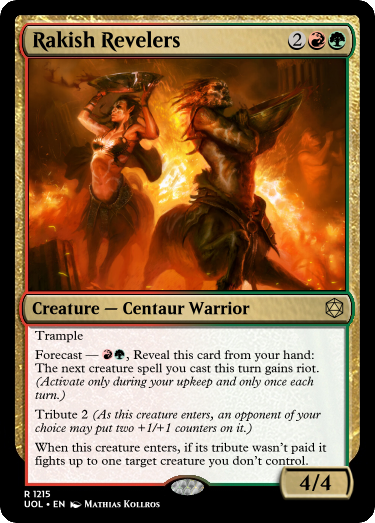 Rakish Revelers 2
Creature — Centaur Warrior
Trample
Forecast — , Reveal this card from your hand:
The next creature spell you cast this turn gains riot.
(Activate only during your upkeep and only once each
turn.)
Tribute 2 (As this creature enters, an opponent of your
choice may put two +1/+1 counters on it.)
When this creature enters, if its tribute wasn't paid it
fights up to one target creature you don't control.
4/4
R 1215
UOL • EN Mathias Kollros